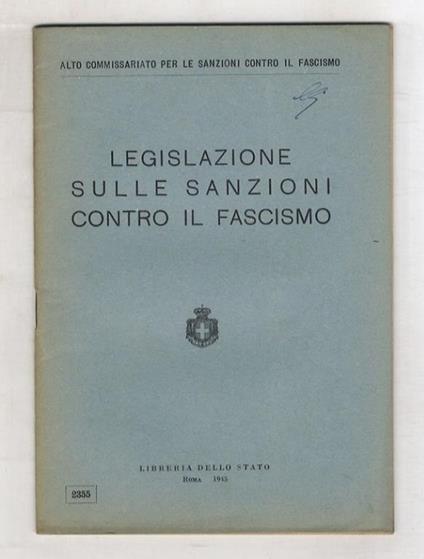 ALTO COMMISSARIATO PER LE SANZIONI CONTRO IL FASCISMO
LEGISLAZIONE
SULLE SANZIONI
CONTRO IL FASCISMO
LIBRERIA DELLO STATO
ROMA 1945
2355